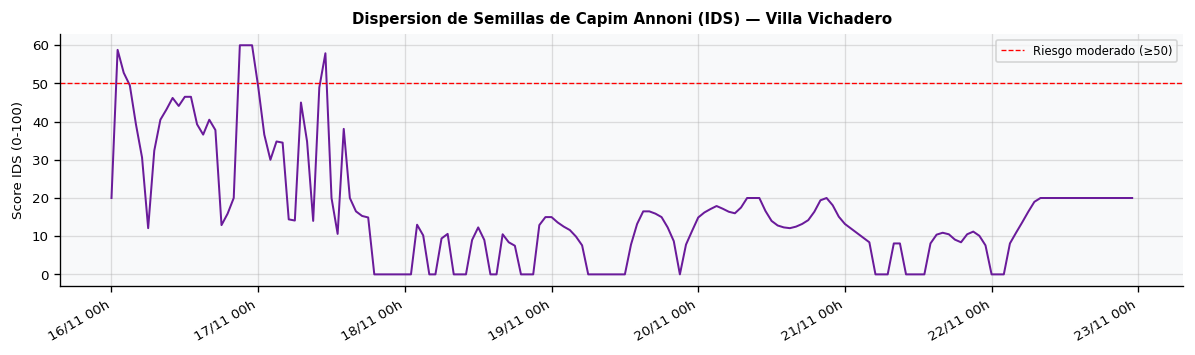 Dispersion de Semillas de Capim Annoni (IDS) — Villa Vichadero
Riesgo moderado (≥50)
Score IDS (0-100)
60
50
40
30
20
10
0
16/11 00h
17/11 00h
18/11 00h
19/11 00h
20/11 00h
21/11 00h
22/11 00h
23/11 00h